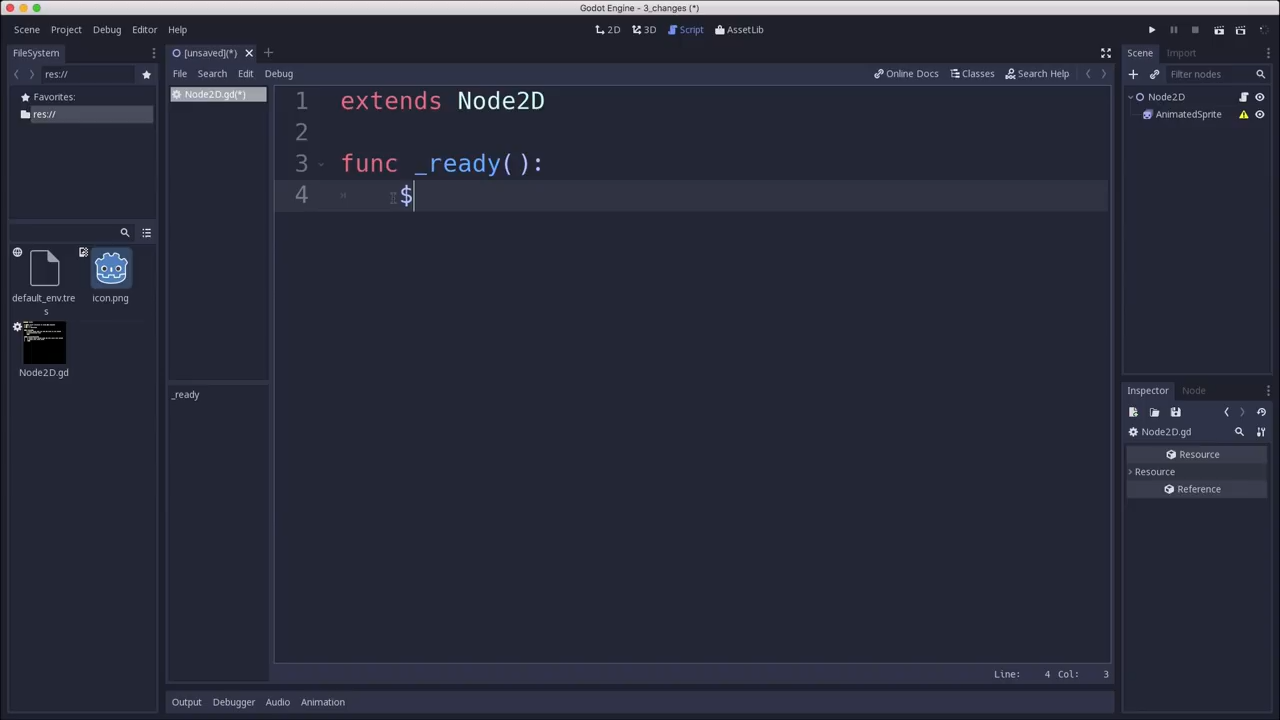 Godot Engine - 3_changes (*)
Scene Project Debug Editor Help
2D 3D Script AssetLib
FileSystem
res://
Favorites:
res://
default_env.tres
icon.png
Node2D.gd
[unsaved](*)
File Search Edit Debug
Online Docs Classes Search Help
Node2D.gd(*)
_ready
1 extends Node2D
2
3 func _ready():
4 $
Line: 4 Col: 3
Output Debugger Audio Animation
Scene Import
Filter nodes
Node2D
AnimatedSprite
Inspector Node
Node2D.gd
Resource
Resource
Reference